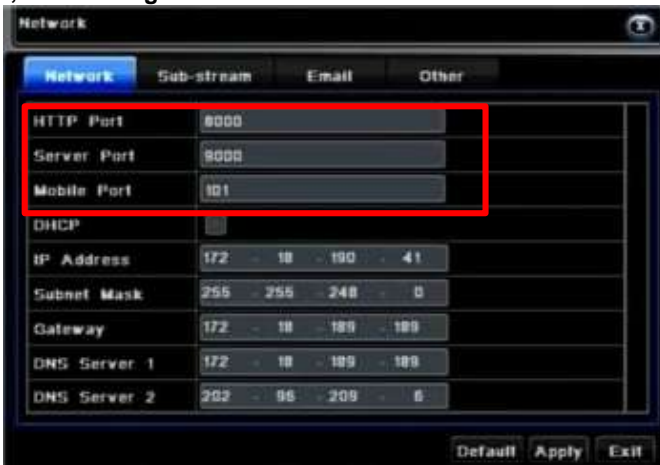 Network
Network Sub-stream Email Other
HTTP Port 8000
Server Port 9000
Mobile Port 101
DHCP
IP Address 172 . 18 . 190 . 41
Subnet Mask 255 . 255 . 248 . 0
Gateway 172 . 18 . 189 . 189
DNS Server 1 172 . 18 . 189 . 189
DNS Server 2 202 . 96 . 209 . 6
Default Apply Exit